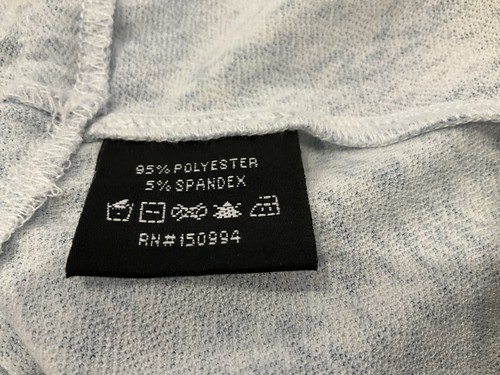 95% POLYESTER
5% SPANDEX
RN#150994